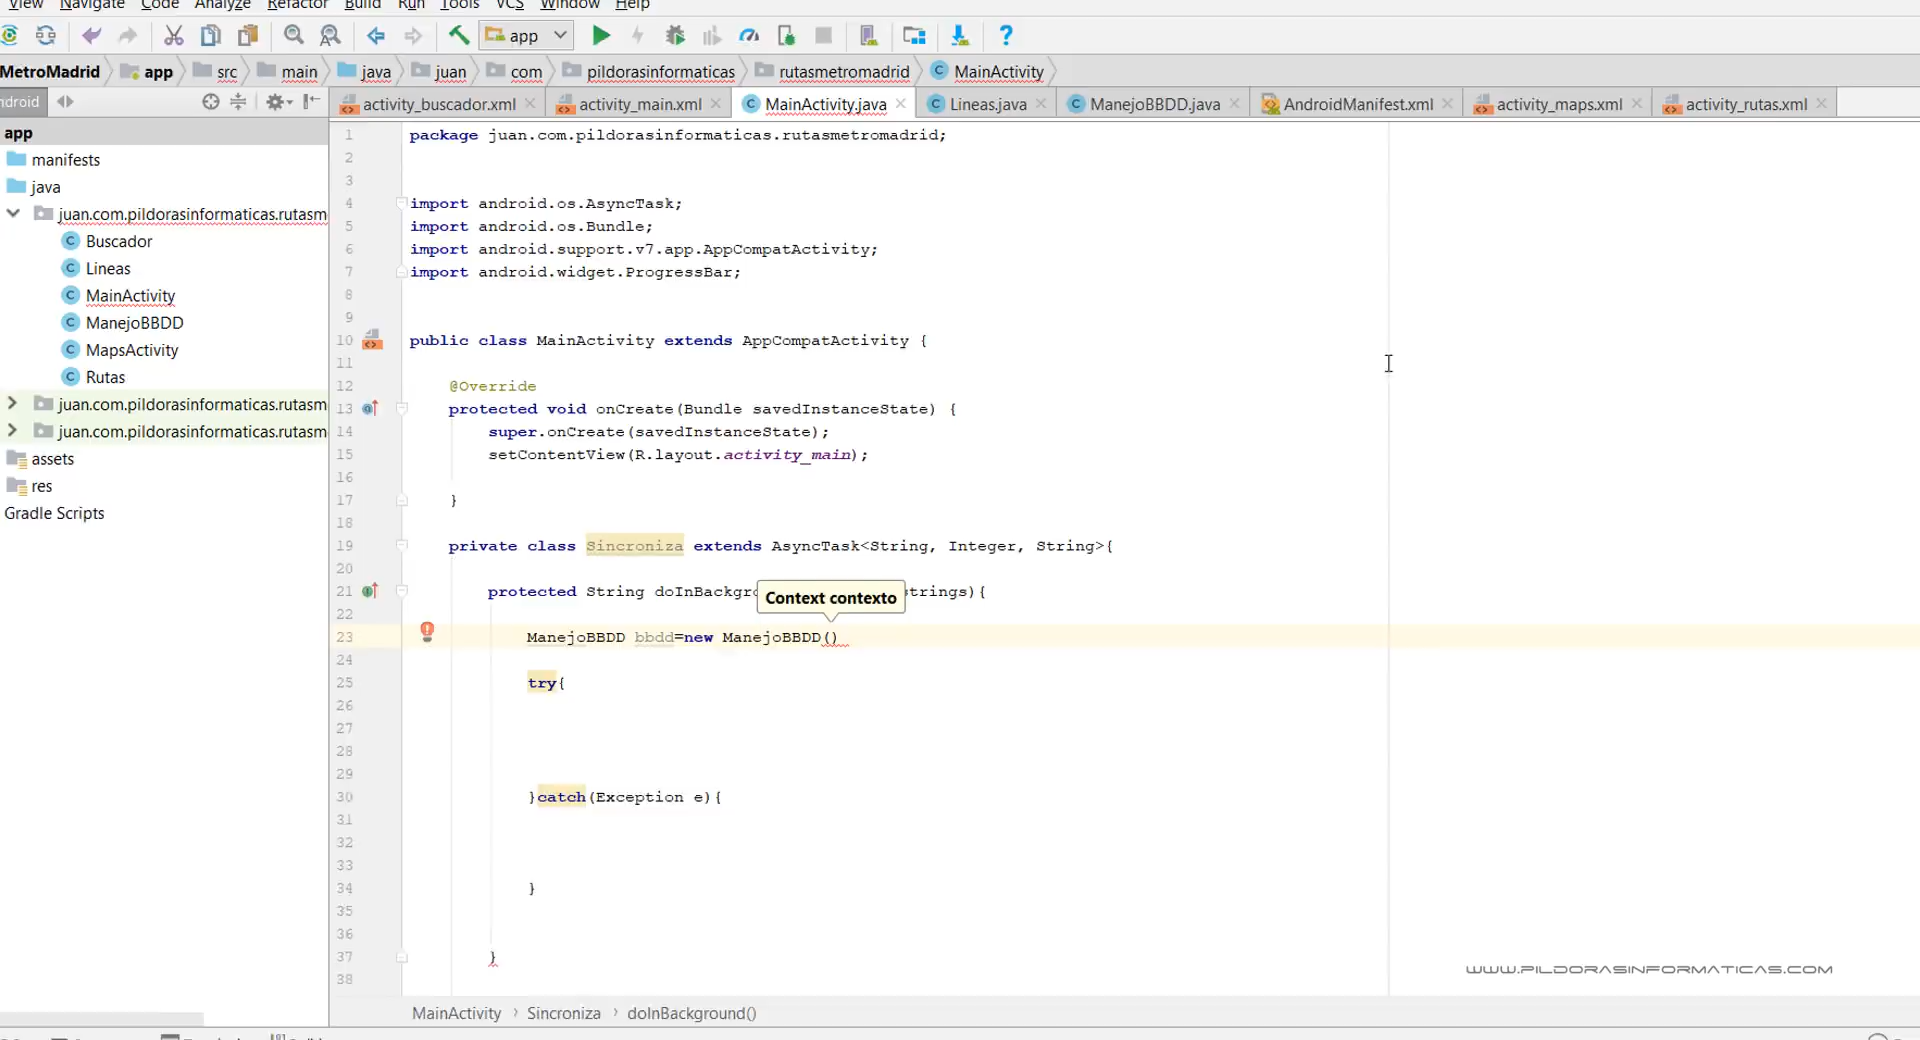 View Navigate Code Analyze Refactor Build Run Tools VCS Window Help
app
MetroMadrid app src main java juan com pildorasinformaticas rutasmetromadrid MainActivity
ndroid activity_buscador.xml activity_main.xml MainActivity.java Lineas.java ManejoBBDD.java AndroidManifest.xml activity_maps.xml activity_rutas.xml
app
manifests
java
juan.com.pildorasinformaticas.rutasm
Buscador
Lineas
MainActivity
ManejoBBDD
MapsActivity
Rutas
juan.com.pildorasinformaticas.rutasm
juan.com.pildorasinformaticas.rutasm
assets
res
Gradle Scripts
1 package juan.com.pildorasinformaticas.rutasmetromadrid;
2
3
4 import android.os.AsyncTask;
5 import android.os.Bundle;
6 import android.support.v7.app.AppCompatActivity;
7 import android.widget.ProgressBar;
8
9
10 public class MainActivity extends AppCompatActivity {
11
12 @Override
13 protected void onCreate(Bundle savedInstanceState) {
14 super.onCreate(savedInstanceState);
15 setContentView(R.layout.activity_main);
16
17 }
18
19 private class Sincroniza extends AsyncTask<String, Integer, String>{
20
21 protected String doInBackgr trings){
Context contexto
22
23 ManejoBBDD bbdd=new ManejoBBDD()
24
25 try{
26
27
28
29
30 }catch(Exception e){
31
32
33
34 }
35
36
37 }
38
WWW.PILDORASINFORMATICAS.COM
MainActivity › Sincroniza › doInBackground()